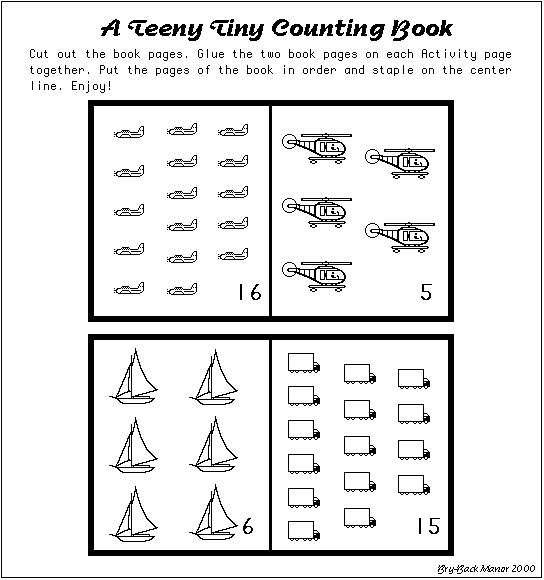 A Teeny Tiny Counting Book
Cut out the book pages. Glue the two book pages on each Activity page
together. Put the pages of the book in order and staple on the center
line. Enjoy!
16
5
6
15
Bry-Back Manor 2000